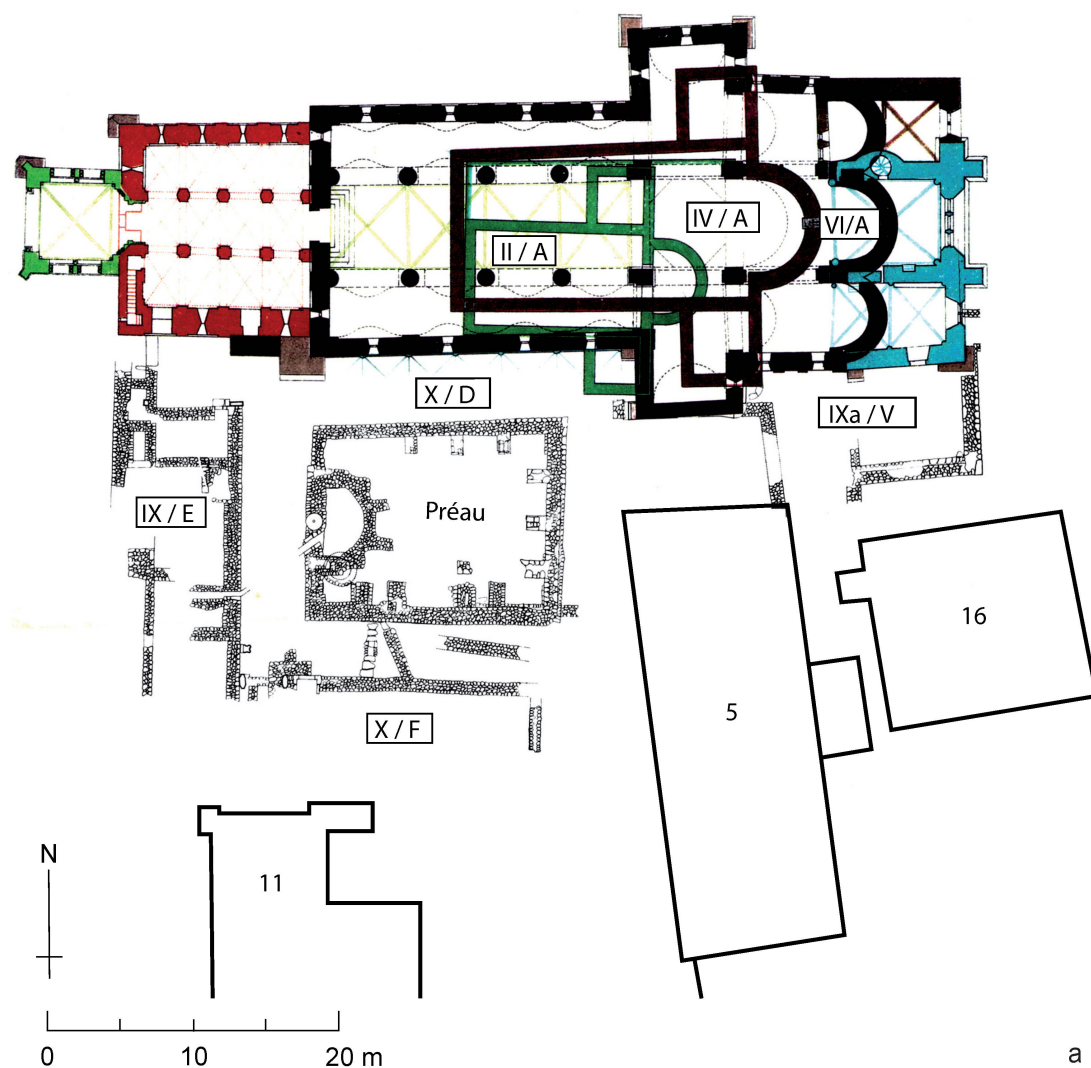 IV / A
VI/A
II / A
X / D
IXa / V
IX / E
Préau
16
5
X / F
N
11
0 10 20 m
a